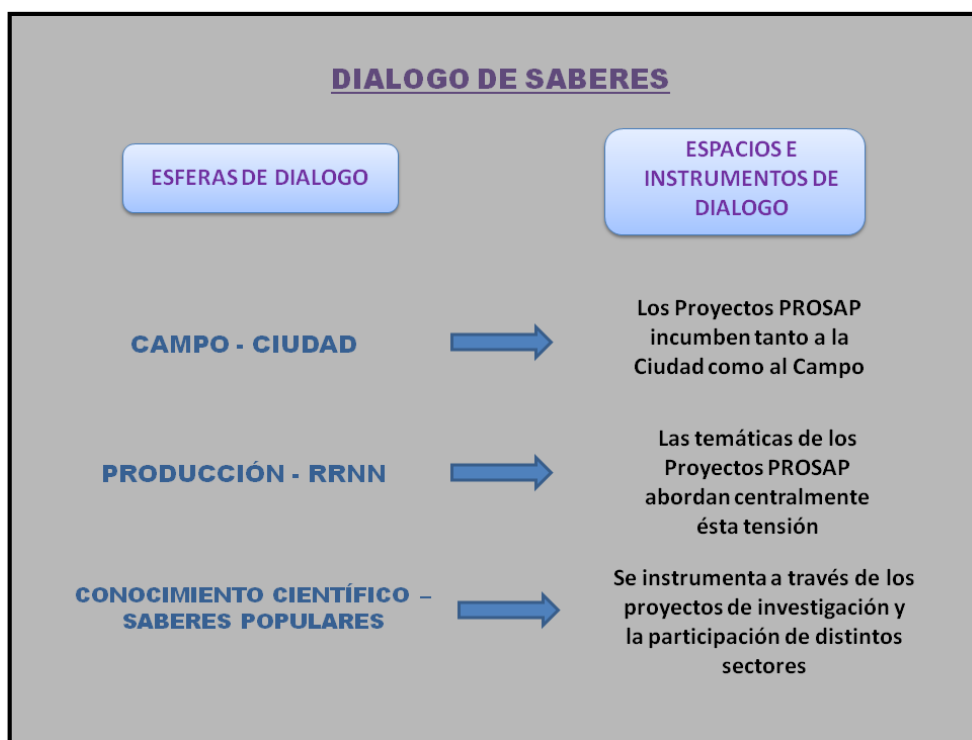 DIALOGO DE SABERES
ESFERAS DE DIALOGO
ESPACIOS E
INSTRUMENTOS DE
DIALOGO
CAMPO - CIUDAD
Los Proyectos PROSAP
incumben tanto a la
Ciudad como al Campo
PRODUCCIÓN - RRNN
Las temáticas de los
Proyectos PROSAP
abordan centralmente
ésta tensión
CONOCIMIENTO CIENTÍFICO –
SABERES POPULARES
Se instrumenta a través de los
proyectos de investigación y
la participación de distintos
sectores